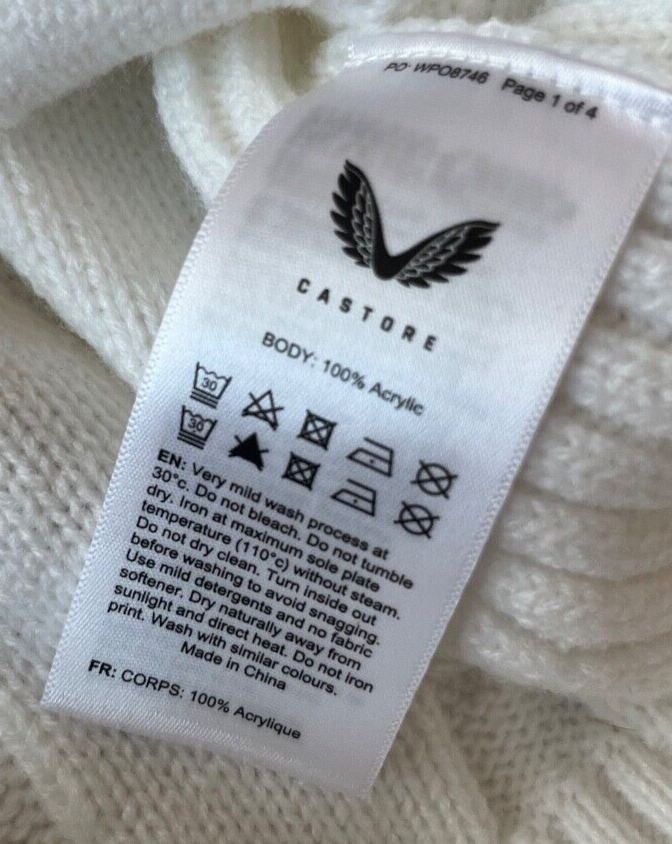 PO: WPO8746 Page 1 of 4
CASTORE
BODY: 100% Acrylic
30
30
EN: Very mild wash process at
30°c. Do not bleach. Do not tumble
dry. Iron at maximum sole plate
temperature (110°c) without steam.
Do not dry clean. Turn inside out
before washing to avoid snagging.
Use mild detergents and no fabric
softener. Dry naturally away from
sunlight and direct heat. Do not iron
print. Wash with similar colours.
Made in China
FR: CORPS: 100% Acrylique